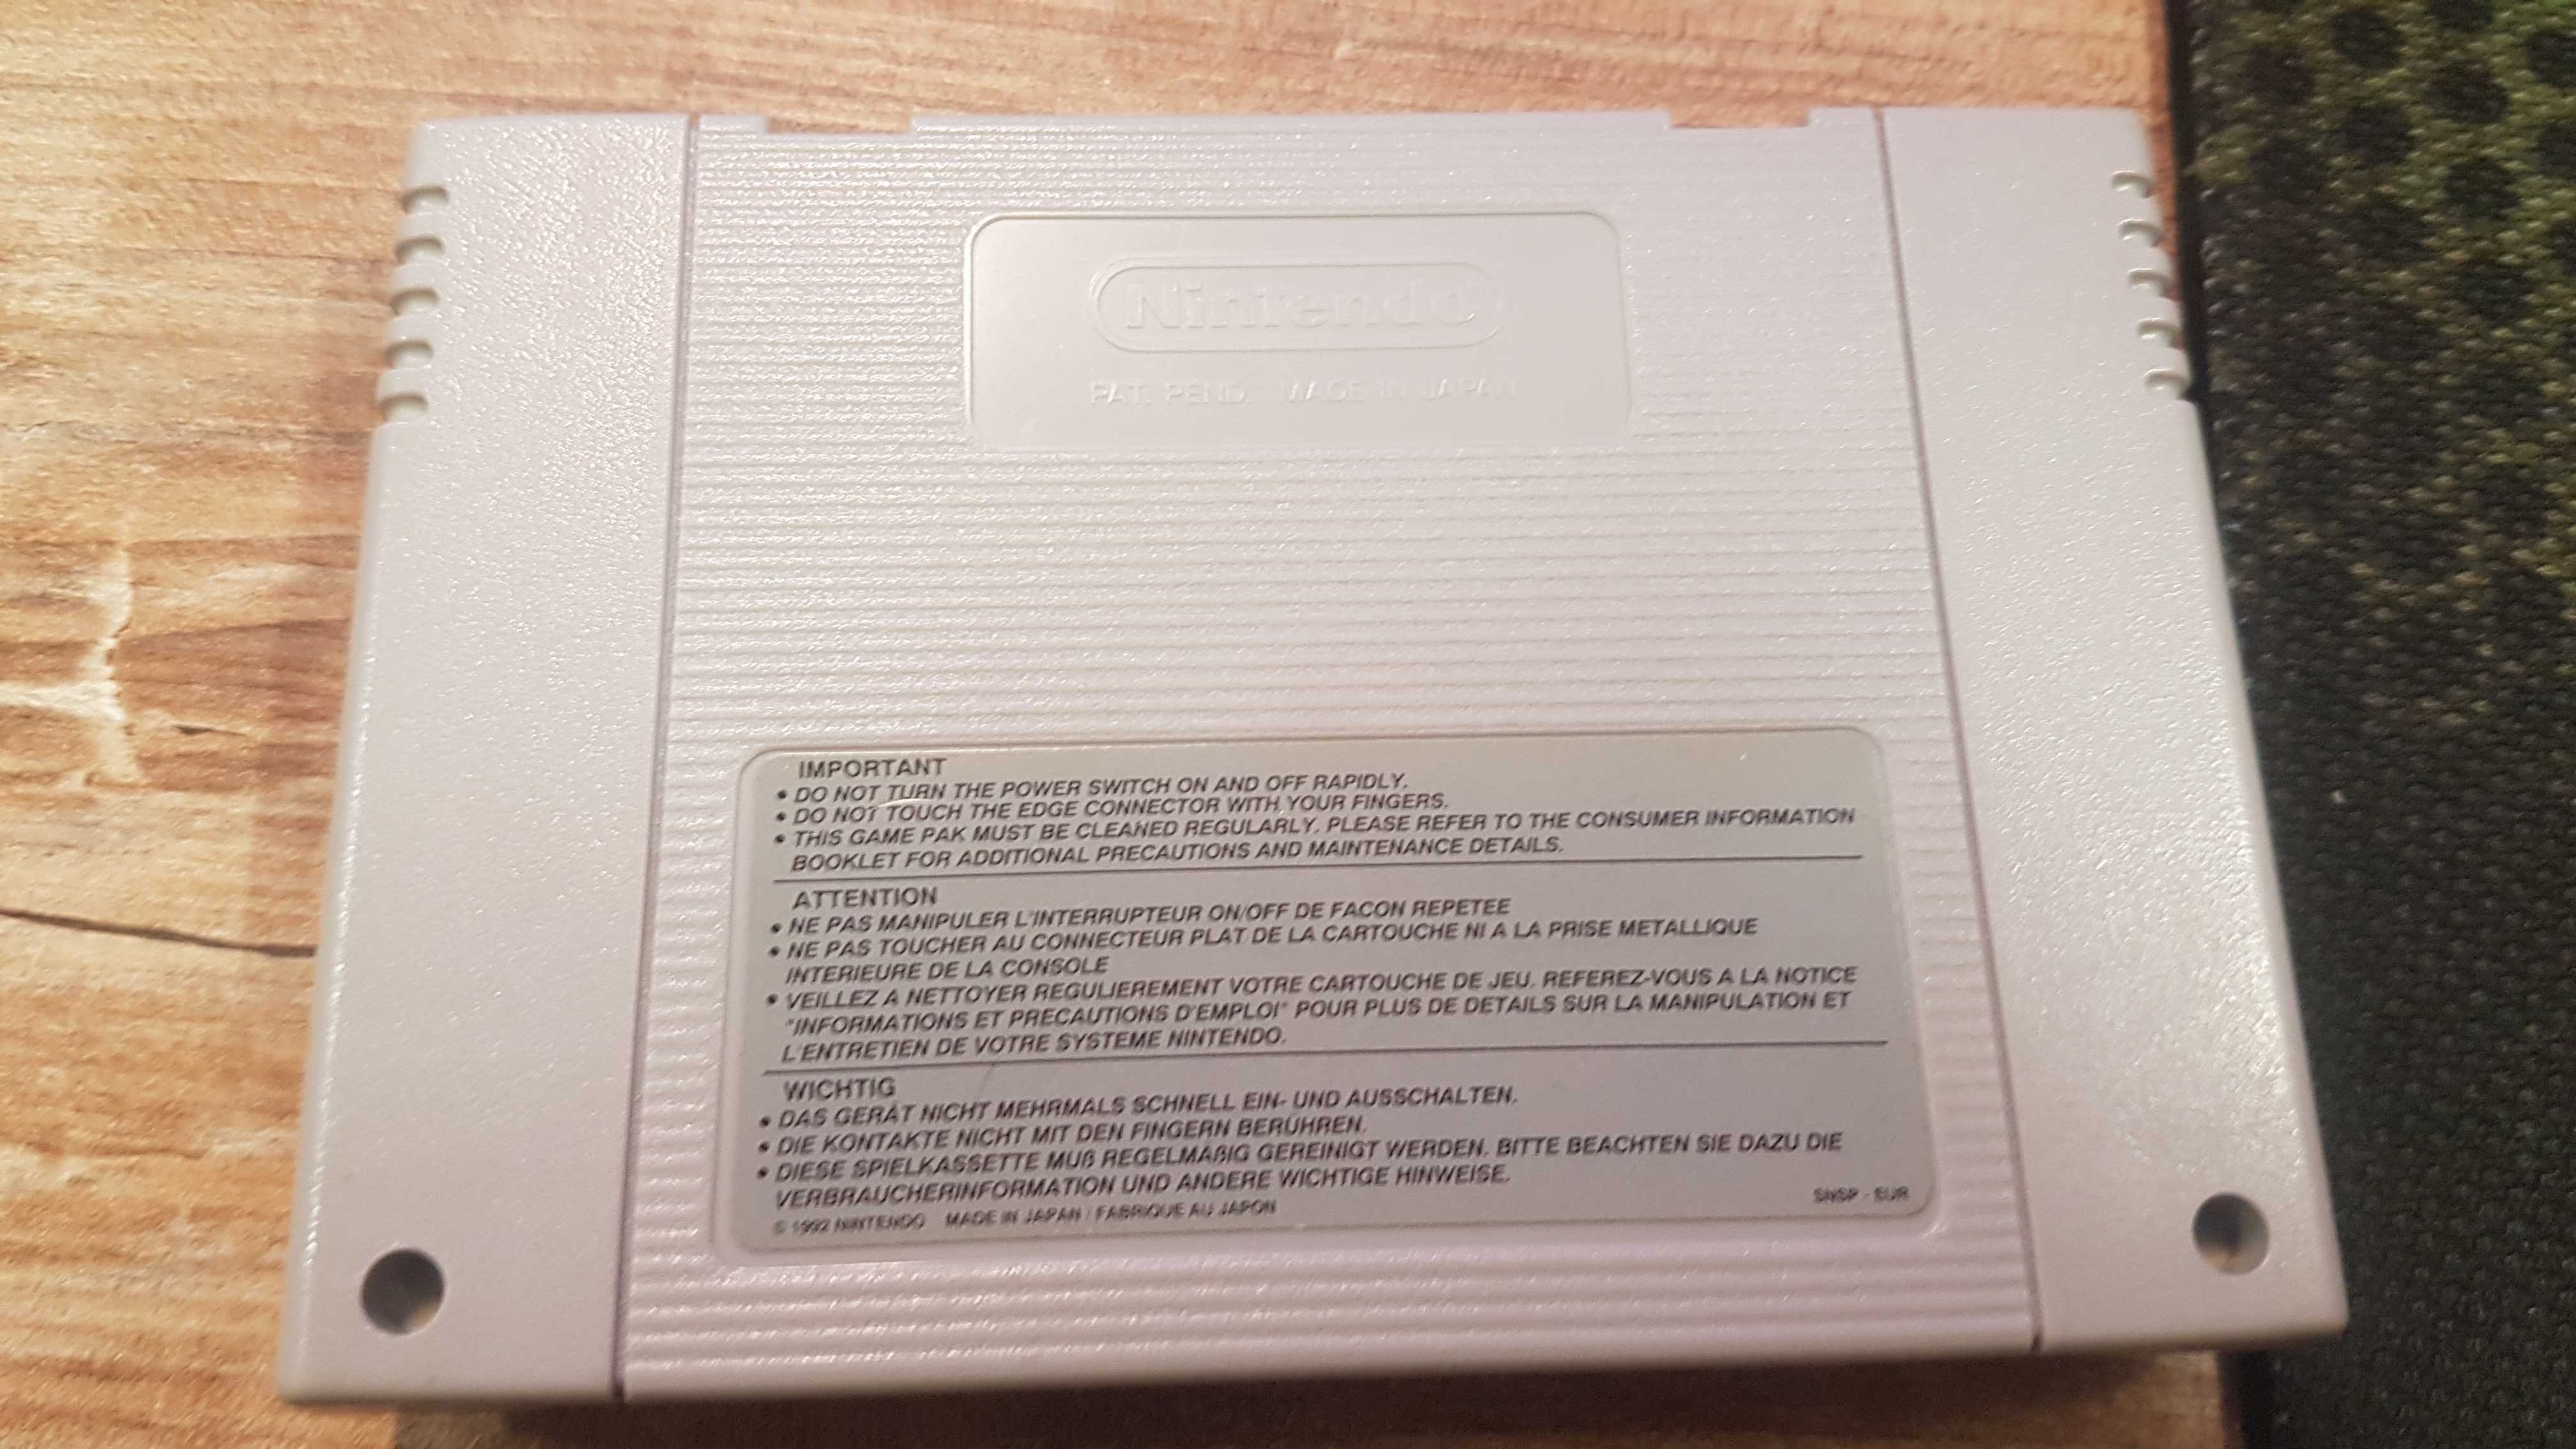 Nintendo
PAT. PEND. MADE IN JAPAN
IMPORTANT
• DO NOT TURN THE POWER SWITCH ON AND OFF RAPIDLY.
• DO NOT TOUCH THE EDGE CONNECTOR WITH YOUR FINGERS.
• THIS GAME PAK MUST BE CLEANED REGULARLY. PLEASE REFER TO THE CONSUMER INFORMATION
BOOKLET FOR ADDITIONAL PRECAUTIONS AND MAINTENANCE DETAILS.
ATTENTION
• NE PAS MANIPULER L'INTERRUPTEUR ON/OFF DE FACON REPETEE
• NE PAS TOUCHER AU CONNECTEUR PLAT DE LA CARTOUCHE NI A LA PRISE METALLIQUE
INTERIEURE DE LA CONSOLE
• VEILLEZ A NETTOYER REGULIEREMENT VOTRE CARTOUCHE DE JEU. REFEREZ-VOUS A LA NOTICE
"INFORMATIONS ET PRECAUTIONS D'EMPLOI" POUR PLUS DE DETAILS SUR LA MANIPULATION ET
L'ENTRETIEN DE VOTRE SYSTEME NINTENDO.
WICHTIG
• DAS GERÄT NICHT MEHRMALS SCHNELL EIN- UND AUSSCHALTEN.
• DIE KONTAKTE NICHT MIT DEN FINGERN BERÜHREN.
• DIESE SPIELKASSETTE MUß REGELMÄßIG GEREINIGT WERDEN. BITTE BEACHTEN SIE DAZU DIE
VERBRAUCHERINFORMATION UND ANDERE WICHTIGE HINWEISE.
© 1992 NINTENDO MADE IN JAPAN / FABRIQUE AU JAPON
SNSP - EUR